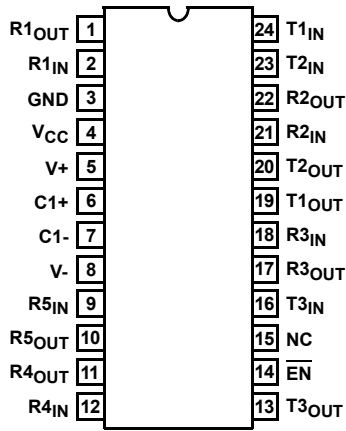 R1OUT 1 24 T1IN
R1IN 2 23 T2IN
GND 3 22 R2OUT
VCC 4 21 R2IN
V+ 5 20 T2OUT
C1+ 6 19 T1OUT
C1- 7 18 R3IN
V- 8 17 R3OUT
R5IN 9 16 T3IN
R5OUT 10 15 NC
R4OUT 11 14 E̅N̅
R4IN 12 13 T3OUT